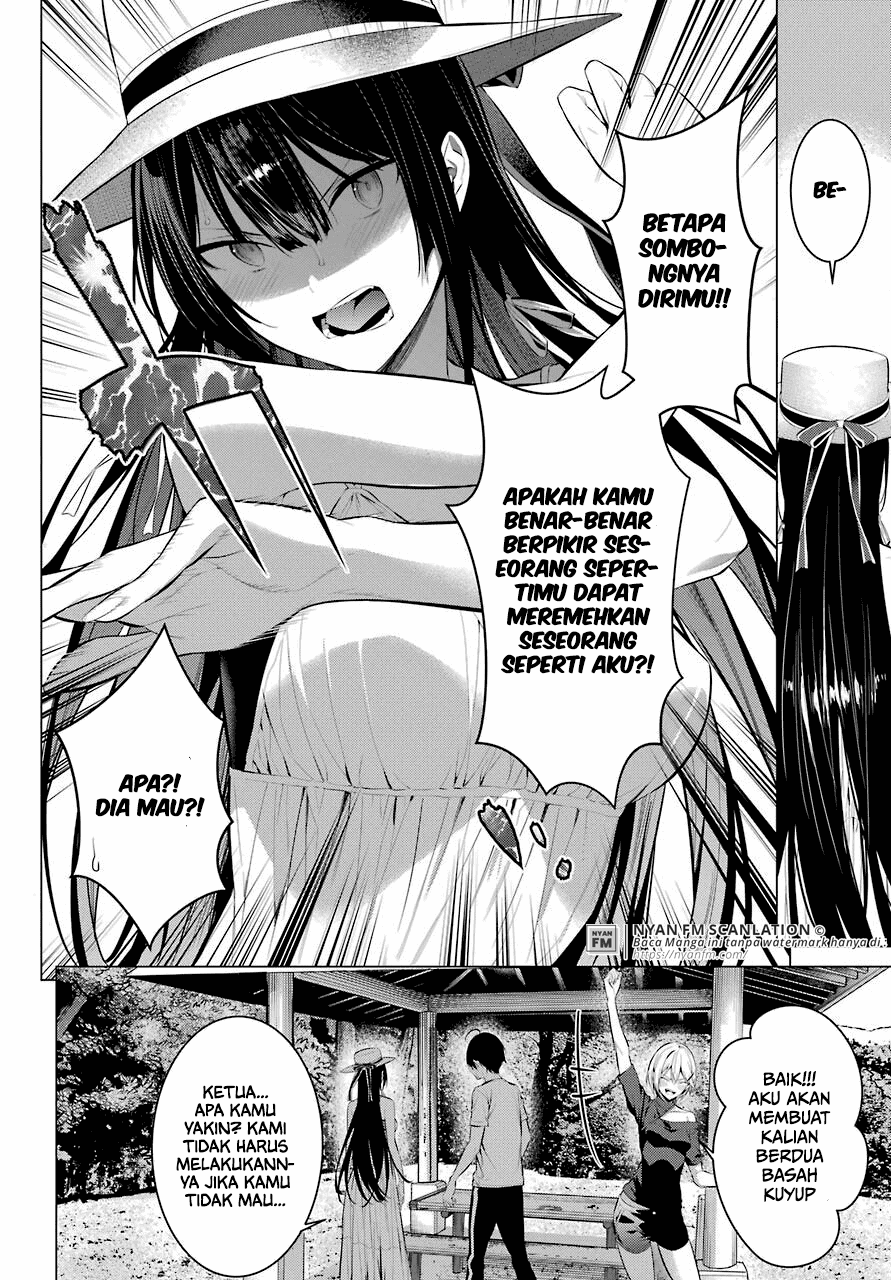 BE-
BETAPA
SOMBO-
NGNYA
DIRIMU!!
APAKAH KAMU
BENAR-BENAR
BERPIKIR SES-
EORANG SEPER-
TIMU DAPAT
MEREMEHKAN
SESEORANG
SEPERTI AKU?!
APA?!
DIA MAU?!
NYAN
FM
NYAN FM SCANLATION ©
Baca Manga ini tanpa watermark hanya di :
https://nyanfm.com/
BAIK!!!
AKU AKAN
MEMBUAT
KALIAN
BERDUA
BASAH
KUYUP
KETUA...
APA KAMU
YAKIN? KAMI
TIDAK HARUS
MELAKUKANN-
YA JIKA KAMU
TIDAK MAU...